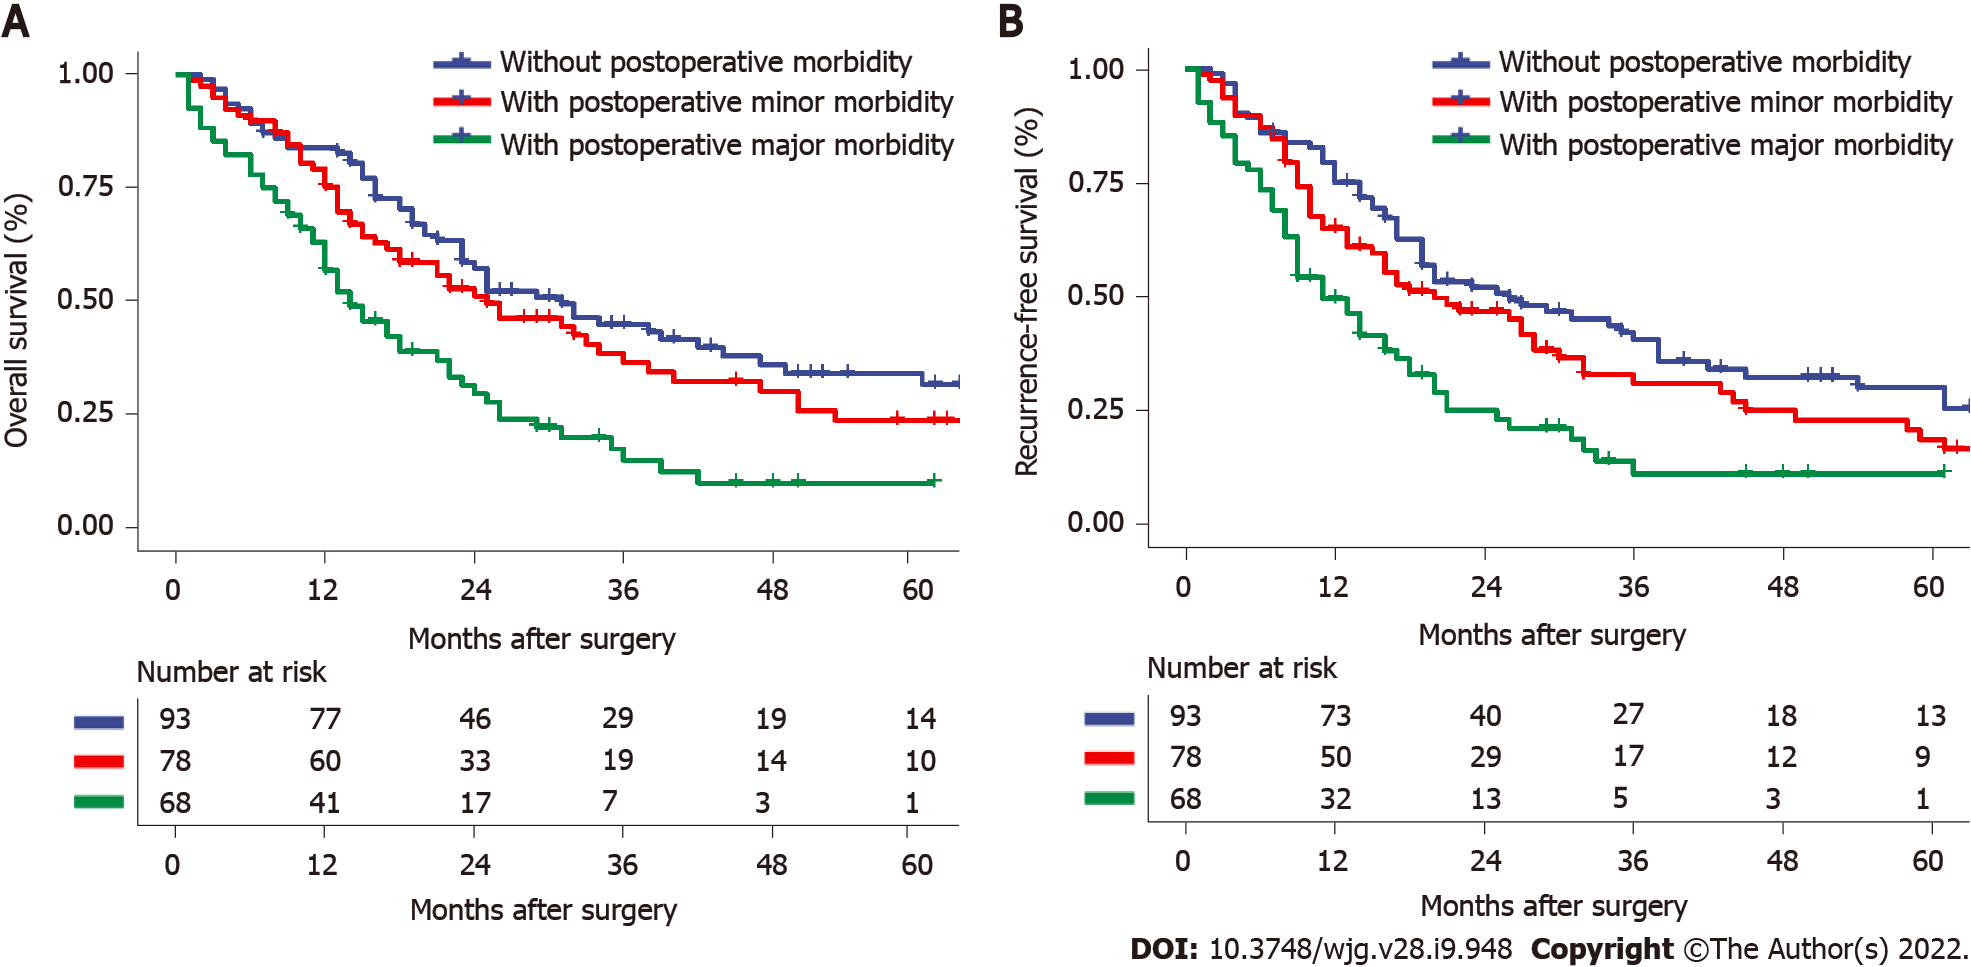 A
Overall survival (%)
1.00
0.75
0.50
0.25
0.00
Without postoperative morbidity
With postoperative minor morbidity
With postoperative major morbidity
0 12 24 36 48 60
Months after surgery
Number at risk
93 77 46 29 19 14
78 60 33 19 14 10
68 41 17 7 3 1
0 12 24 36 48 60
Months after surgery
B
Recurrence-free survival (%)
1.00
0.75
0.50
0.25
0.00
Without postoperative morbidity
With postoperative minor morbidity
With postoperative major morbidity
0 12 24 36 48 60
Months after surgery
Number at risk
93 73 40 27 18 13
78 50 29 17 12 9
68 32 13 5 3 1
0 12 24 36 48 60
Months after surgery
DOI: 10.3748/wjg.v28.i9.948 Copyright ©The Author(s) 2022.